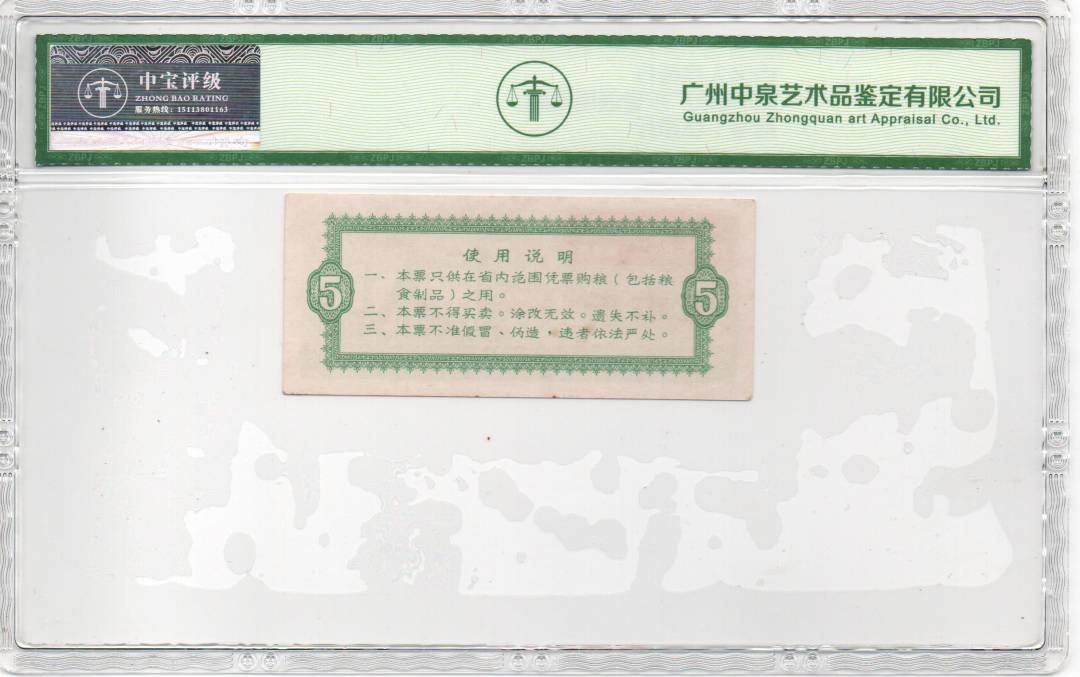 中宝评级
ZHONG BAO RATING
服务热线：15113801163
广州中泉艺术品鉴定有限公司
Guangzhou Zhongquan art Appraisal Co., Ltd.
使用说明
一、本票只供在省内范围凭票购粮（包括粮
食制品）之用。
5
5
二、本票不得买卖。涂改无效。遗失不补。
三、本票不准假冒、伪造，违者依法严处。